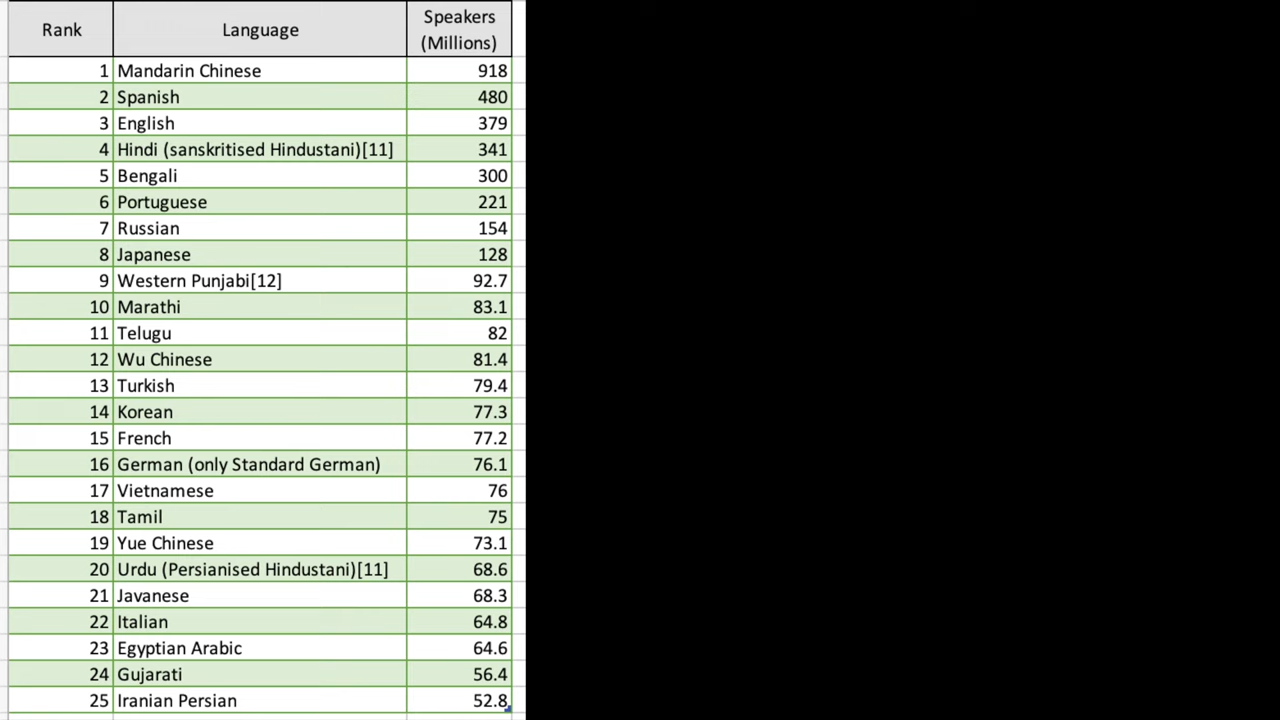 Rank Language Speakers (Millions)
1 Mandarin Chinese 918
2 Spanish 480
3 English 379
4 Hindi (sanskritised Hindustani)[11] 341
5 Bengali 300
6 Portuguese 221
7 Russian 154
8 Japanese 128
9 Western Punjabi[12] 92.7
10 Marathi 83.1
11 Telugu 82
12 Wu Chinese 81.4
13 Turkish 79.4
14 Korean 77.3
15 French 77.2
16 German (only Standard German) 76.1
17 Vietnamese 76
18 Tamil 75
19 Yue Chinese 73.1
20 Urdu (Persianised Hindustani)[11] 68.6
21 Javanese 68.3
22 Italian 64.8
23 Egyptian Arabic 64.6
24 Gujarati 56.4
25 Iranian Persian 52.8